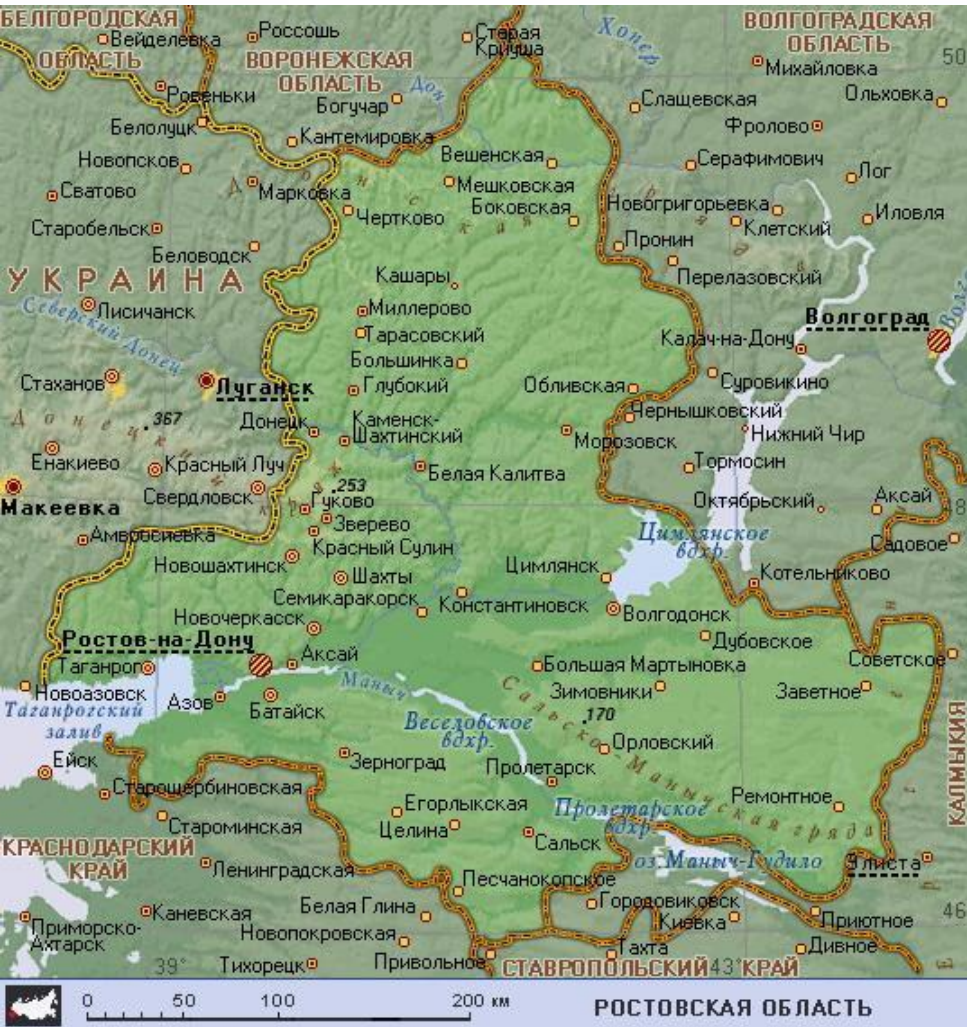 БЕЛГОРОДСКАЯ
ОБЛАСТЬ
Вейделевка
Россошь
ВОРОНЕЖСКАЯ
ОБЛАСТЬ
Старая
Криуша
Хопер
ВОЛГОГРАДСКАЯ
ОБЛАСТЬ
50
Михайловка
Ровеньки
Богучар
Дон
Слащевская
Ольховка
Белолуцк
Кантемировка
Фролово
Новопсков
Вешенская
Серафимович
Лог
Сватово
Марковка
Мешковская
Чертково
Боковская
Новогригорьевка
Клетский
Иловля
Старобельск
Беловодск
Пронин
УКРАИНА
Кашары
Перелазовский
Северский Донец
Лисичанск
Миллерово
Волгоград
Тарасовский
Калач-на-Дону
Большинка
Стаханов
Луганск
Глубокий
Обливская
Суровикино
.367
Донецк
Каменск-
Шахтинский
Чернышковский
Морозовск
Нижний Чир
Енакиево
Красный Луч
Белая Калитва
Тормосин
Макеевка
Свердловск
.253
Гуково
Октябрьский
Аксай
48
Амвросиевка
Зверево
Цимлянское
вдхр.
Садовое
Красный Сулин
Новошахтинск
Шахты
Цимлянск
Котельниково
Семикаракорск
Константиновск
Волгодонск
Новочеркасск
Дубовское
Ростов-на-Дону
Аксай
Советское
Таганрог
Большая Мартыновка
Новоазовск
Маныч
Зимовники
Заветное
Азов
Батайск
Таганрогский
залив
Веселовское
вдхр.
.170
Сальско-Манычская гряда
Орловский
КАЛМЫКИЯ
Ейск
Зерноград
Пролетарск
Старощербиновская
Егорлыкская
Пролетарское
вдхр.
Ремонтное
Староминская
Целина
Сальск
КРАСНОДАРСКИЙ
КРАЙ
оз.Маныч-Гудило
Элиста
Ленинградская
Песчанокопское
Городовиковск
Каневская
Белая Глина
Киевка
Приютное
46
Приморско-
Ахтарск
Новопокровская
Тахта
Дивное
39°
Тихорецк
Привольное
СТАВРОПОЛЬСКИЙ КРАЙ
43°
0 50 100 200 км
РОСТОВСКАЯ ОБЛАСТЬ